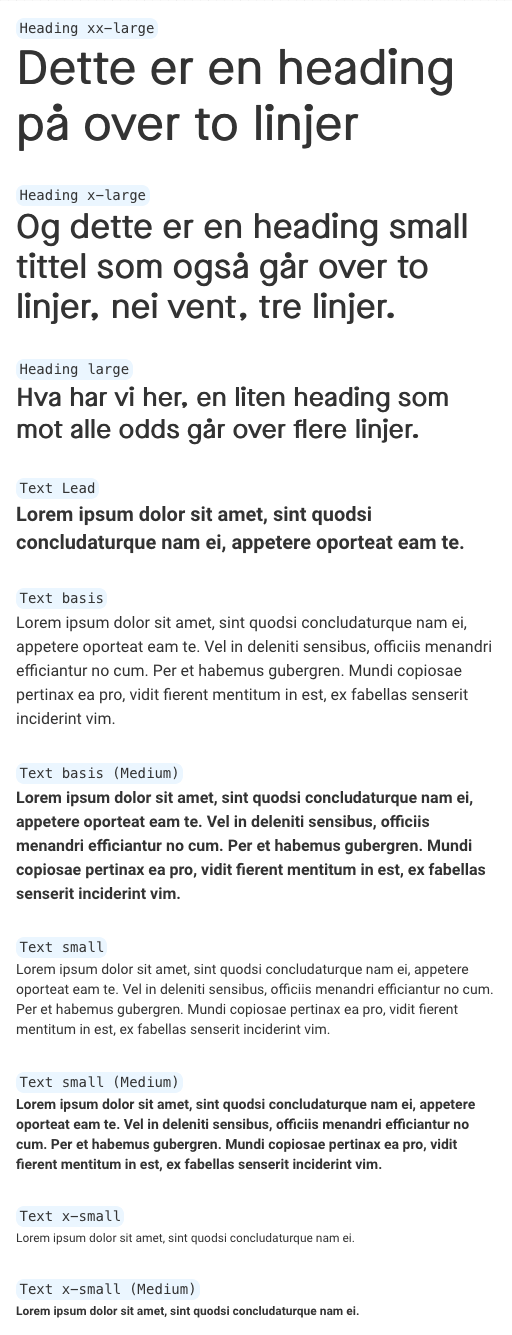 Heading xx-large
Dette er en heading
på over to linjer
Heading x-large
Og dette er en heading small
tittel som også går over to
linjer, nei vent, tre linjer.
Heading large
Hva har vi her, en liten heading som
mot alle odds går over flere linjer.
Text Lead
Lorem ipsum dolor sit amet, sint quodsi
concludaturque nam ei, appetere oporteat eam te.
Text basis
Lorem ipsum dolor sit amet, sint quodsi concludaturque nam ei,
appetere oporteat eam te. Vel in deleniti sensibus, officiis menandri
efficiantur no cum. Per et habemus gubergren. Mundi copiosae
pertinax ea pro, vidit fierent mentitum in est, ex fabellas senserit
inciderint vim.
Text basis (Medium)
Lorem ipsum dolor sit amet, sint quodsi concludaturque nam ei,
appetere oporteat eam te. Vel in deleniti sensibus, officiis
menandri efficiantur no cum. Per et habemus gubergren. Mundi
copiosae pertinax ea pro, vidit fierent mentitum in est, ex fabellas
senserit inciderint vim.
Text small
Lorem ipsum dolor sit amet, sint quodsi concludaturque nam ei, appetere
oporteat eam te. Vel in deleniti sensibus, officiis menandri efficiantur no cum.
Per et habemus gubergren. Mundi copiosae pertinax ea pro, vidit fierent
mentitum in est, ex fabellas senserit inciderint vim.
Text small (Medium)
Lorem ipsum dolor sit amet, sint quodsi concludaturque nam ei, appetere
oporteat eam te. Vel in deleniti sensibus, officiis menandri efficiantur no
cum. Per et habemus gubergren. Mundi copiosae pertinax ea pro, vidit
fierent mentitum in est, ex fabellas senserit inciderint vim.
Text x-small
Lorem ipsum dolor sit amet, sint quodsi concludaturque nam ei.
Text x-small (Medium)
Lorem ipsum dolor sit amet, sint quodsi concludaturque nam ei.